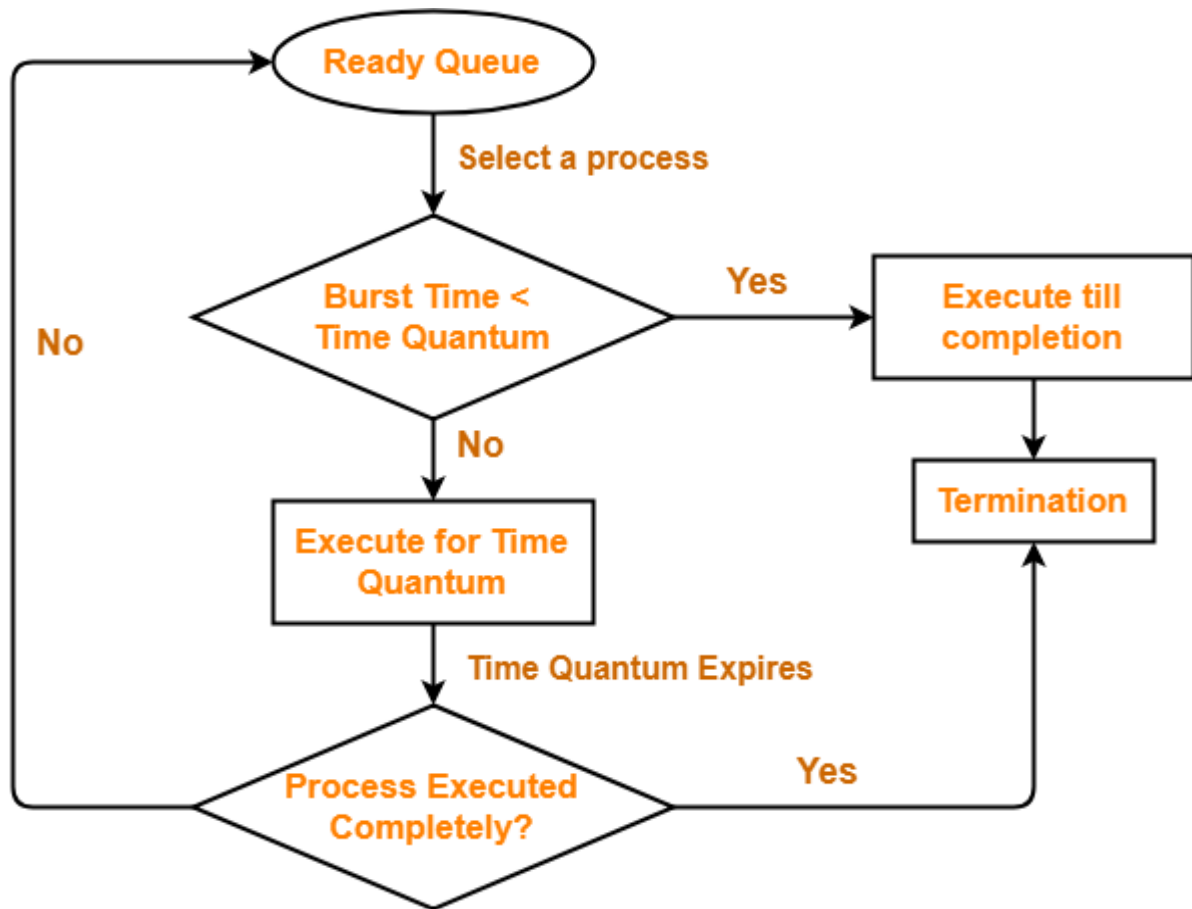 Ready Queue
Select a process
Burst Time <
Time Quantum
Yes
Execute till
completion
No
No
Termination
Execute for Time
Quantum
Time Quantum Expires
Process Executed
Completely?
Yes